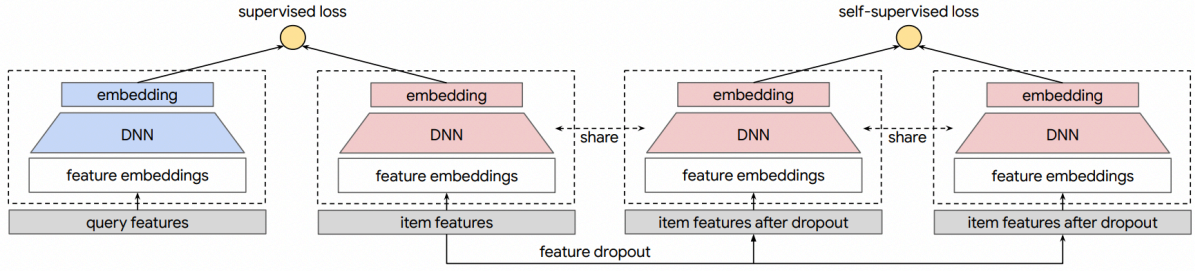 supervised loss
self-supervised loss
embedding
embedding
embedding
embedding
DNN
DNN
share
DNN
share
DNN
feature embeddings
feature embeddings
feature embeddings
feature embeddings
query features
item features
item features after dropout
item features after dropout
feature dropout